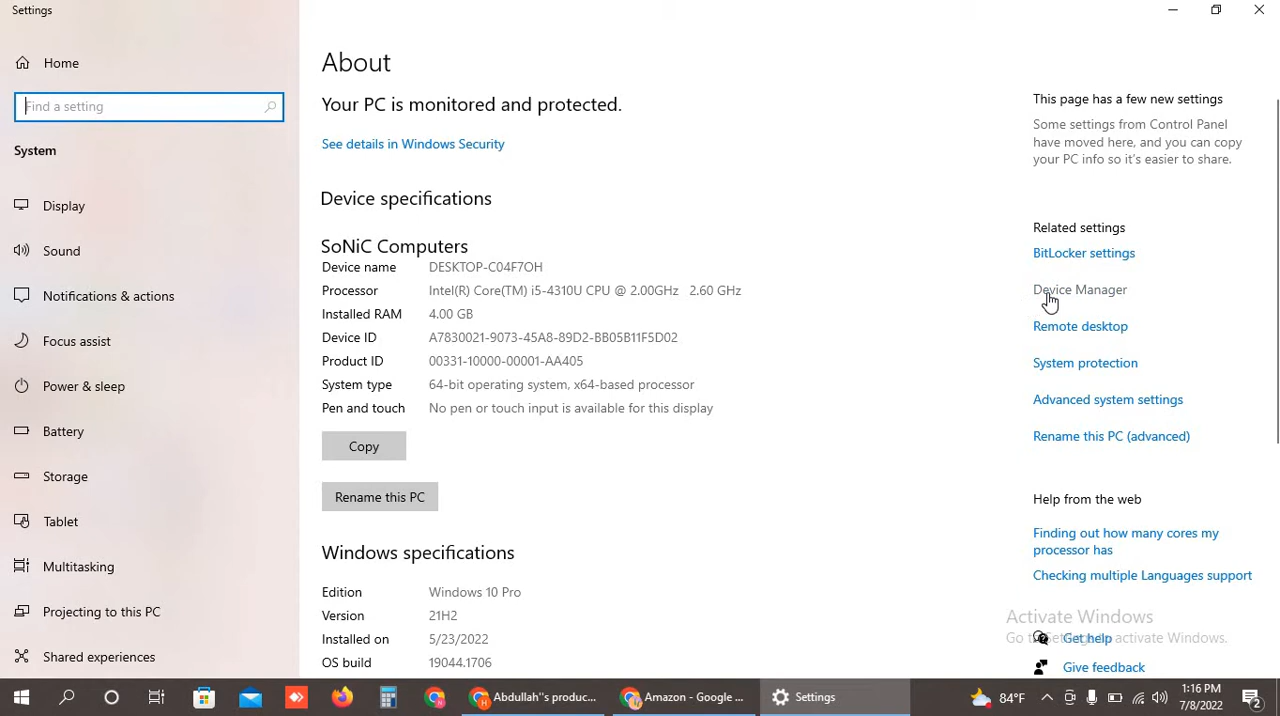 Settings
Home
Find a setting
System
Display
Sound
Notifications & actions
Focus assist
Power & sleep
Battery
Storage
Tablet
Multitasking
Projecting to this PC
Shared experiences
About
Your PC is monitored and protected.
See details in Windows Security
Device specifications
SoNiC Computers
Device name DESKTOP-C04F7OH
Processor Intel(R) Core(TM) i5-4310U CPU @ 2.00GHz 2.60 GHz
Installed RAM 4.00 GB
Device ID A7830021-9073-45A8-89D2-BB05B11F5D02
Product ID 00331-10000-00001-AA405
System type 64-bit operating system, x64-based processor
Pen and touch No pen or touch input is available for this display
Copy
Rename this PC
Windows specifications
Edition Windows 10 Pro
Version 21H2
Installed on 5/23/2022
OS build 19044.1706
This page has a few new settings
Some settings from Control Panel
have moved here, and you can copy
your PC info so it's easier to share.
Related settings
BitLocker settings
Device Manager
Remote desktop
System protection
Advanced system settings
Rename this PC (advanced)
Help from the web
Finding out how many cores my
processor has
Checking multiple Languages support
Activate Windows
Go to Settings to activate Windows.
Get help
Give feedback
Abdullah''s produc...
Amazon - Google ...
Settings
84°F
1:16 PM
7/8/2022
2